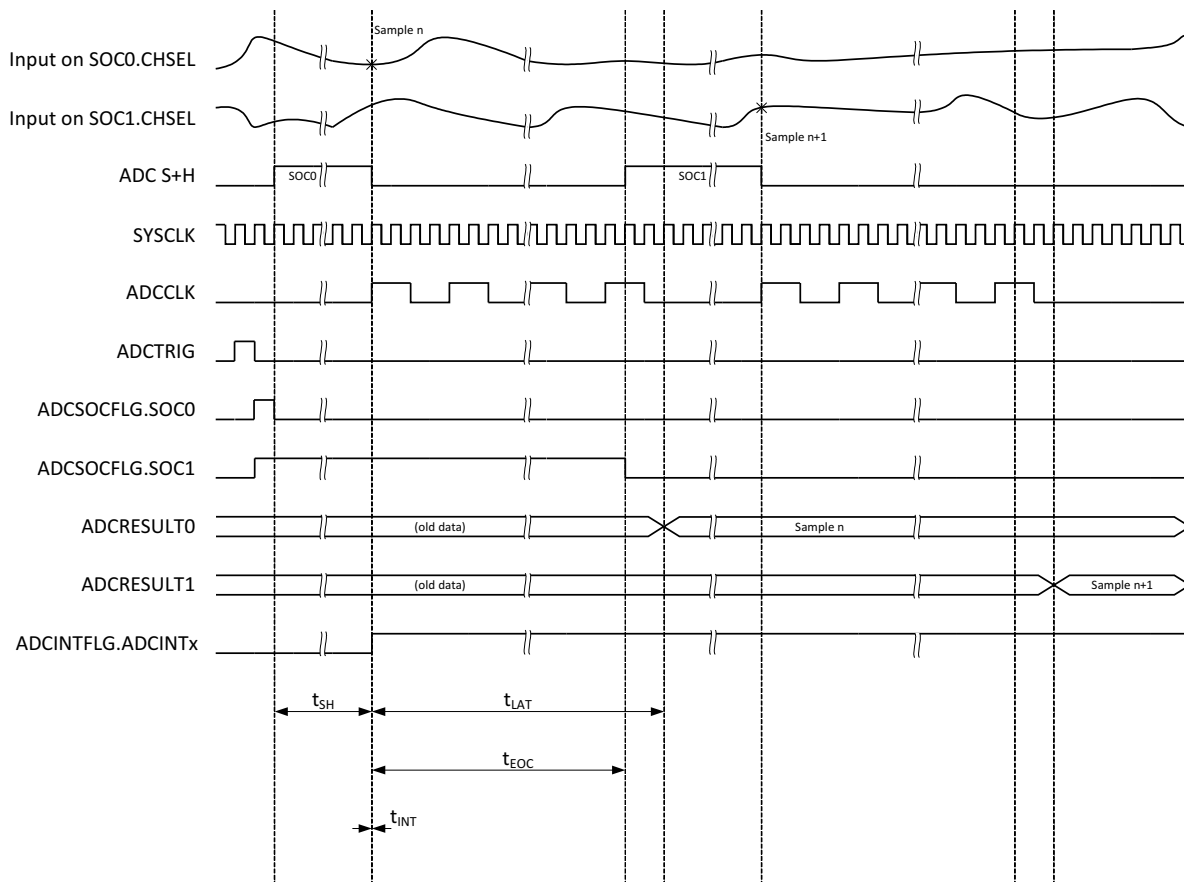 Sample n
Input on SOC0.CHSEL
Input on SOC1.CHSEL
Sample n+1
ADC S+H
SOC0
SOC1
SYSCLK
ADCCLK
ADCTRIG
ADCSOCFLG.SOC0
ADCSOCFLG.SOC1
ADCRESULT0
(old data)
Sample n
ADCRESULT1
(old data)
Sample n+1
ADCINTFLG.ADCINTx
tSH
tLAT
tEOC
tINT